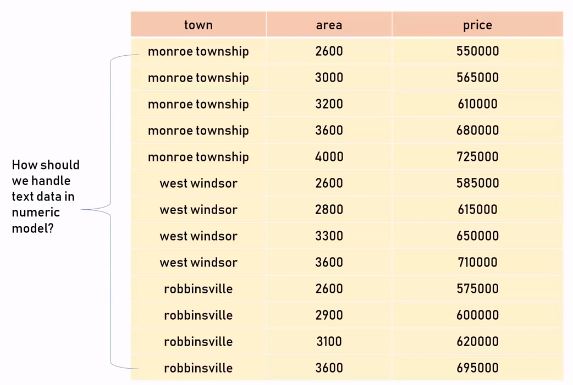 town area price
monroe township 2600 550000
monroe township 3000 565000
monroe township 3200 610000
monroe township 3600 680000
monroe township 4000 725000
west windsor 2600 585000
west windsor 2800 615000
west windsor 3300 650000
west windsor 3600 710000
robbinsville 2600 575000
robbinsville 2900 600000
robbinsville 3100 620000
robbinsville 3600 695000
How should
we handle
text data in
numeric
model?